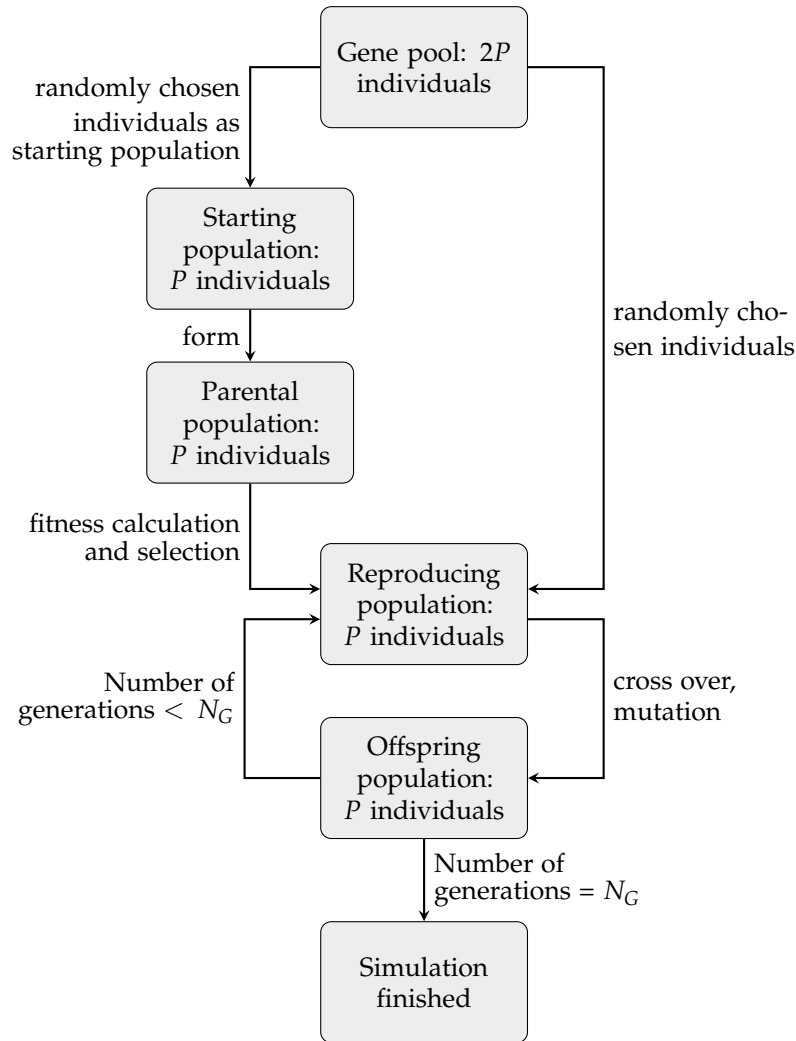 Gene pool: 2P
individuals
randomly chosen
individuals as
starting population
Starting
population:
P individuals
randomly cho-
sen individuals
form
Parental
population:
P individuals
fitness calculation
and selection
Reproducing
population:
P individuals
Number of
generations < N_G
cross over,
mutation
Offspring
population:
P individuals
Number of
generations = N_G
Simulation
finished